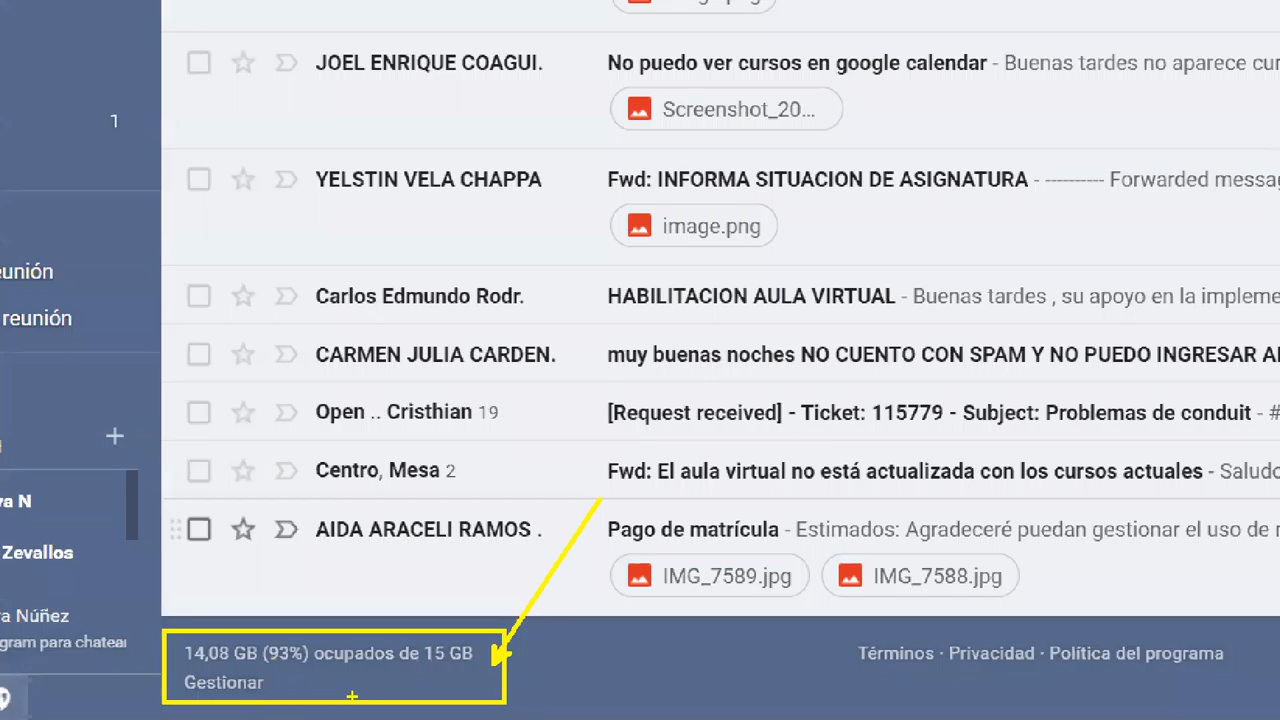 JOEL ENRIQUE COAGUI. No puedo ver cursos en google calendar - Buenas tardes no aparece cur
Screenshot_20...
1
YELSTIN VELA CHAPPA Fwd: INFORMA SITUACION DE ASIGNATURA - ---------- Forwarded messag
image.png
eunión
Carlos Edmundo Rodr. HABILITACION AULA VIRTUAL - Buenas tardes , su apoyo en la impleme
reunión
CARMEN JULIA CARDEN. muy buenas noches NO CUENTO CON SPAM Y NO PUEDO INGRESAR A
Open .. Cristhian 19 [Request received] - Ticket: 115779 - Subject: Problemas de conduit - #
Centro, Mesa 2 Fwd: El aula virtual no está actualizada con los cursos actuales - Saludo
va N
AIDA ARACELI RAMOS . Pago de matrícula - Estimados: Agradeceré puedan gestionar el uso de
Zevallos
IMG_7589.jpg IMG_7588.jpg
a Núñez
gram para chatear
14,08 GB (93%) ocupados de 15 GB
Gestionar
Términos · Privacidad · Política del programa